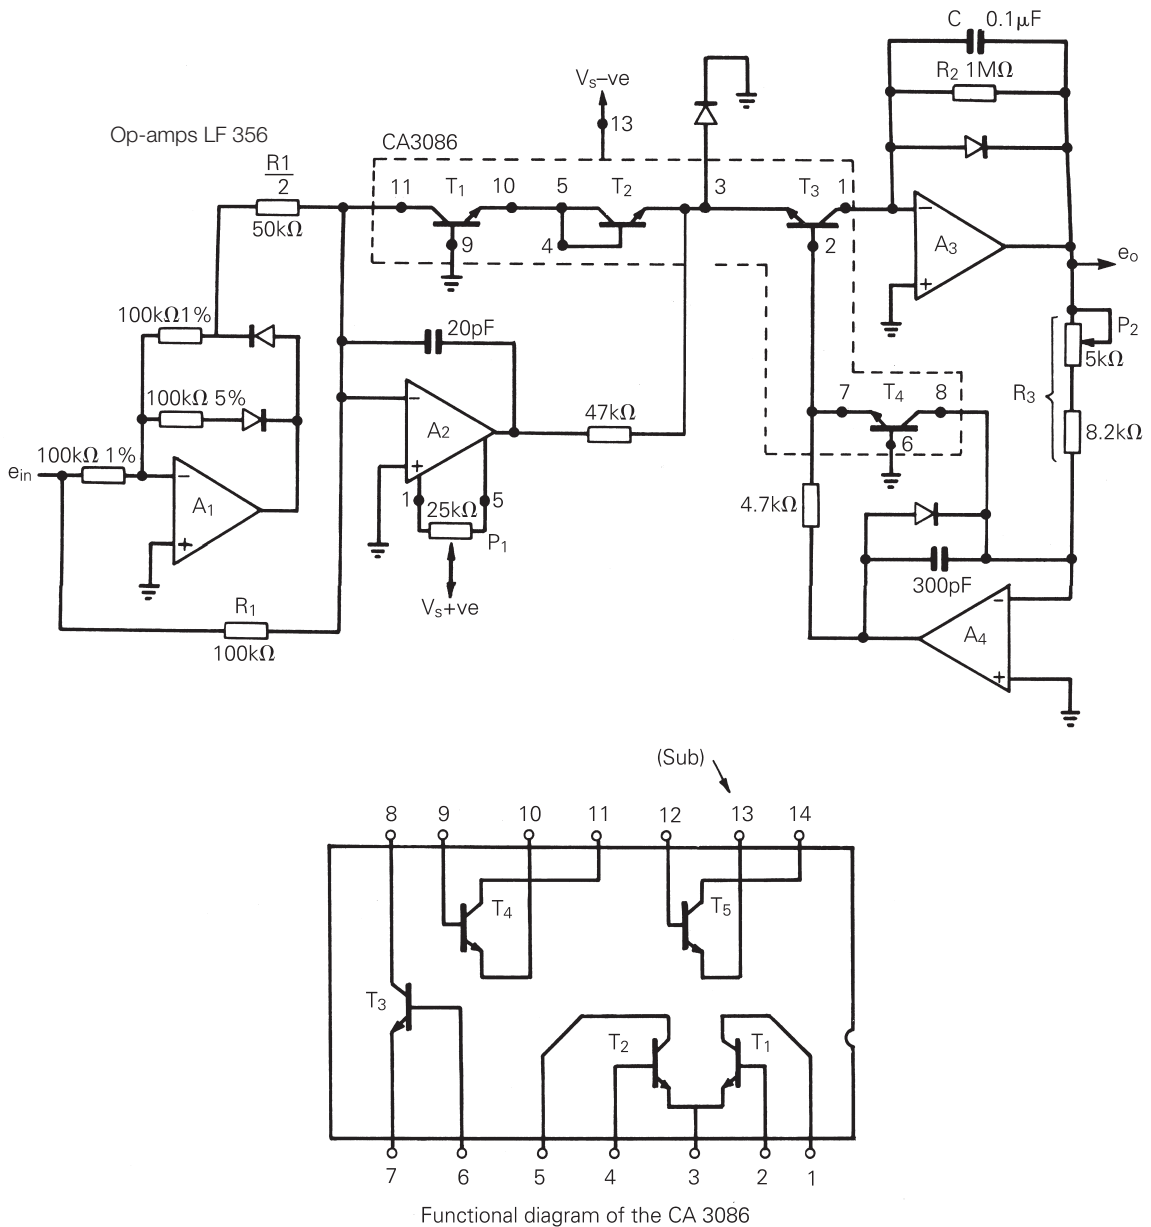 C 0.1µF
R2 1MΩ
Vs–ve
13
Op-amps LF 356
CA3086
R1
2
50kΩ
11 T1 10 5 T2 3 T3 1
9 4 2
A3
–
+
eo
100kΩ1%
20pF
P2
5kΩ
R3
100kΩ 5%
7 T4 8
6
8.2kΩ
47kΩ
A2
–
+
ein
100kΩ 1%
A1
–
+
1 25kΩ 5
P1
4.7kΩ
Vs+ve
300pF
R1
100kΩ
A4
–
+
(Sub)
8 9 10 11 12 13 14
T4 T5
T3
T2 T1
7 6 5 4 3 2 1
Functional diagram of the CA 3086